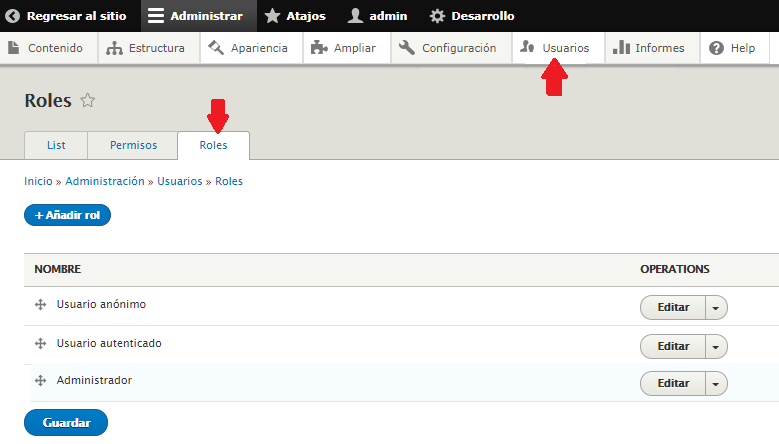 Regresar al sitio Administrar Atajos admin Desarrollo
Contenido Estructura Apariencia Ampliar Configuración Usuarios Informes Help
Roles
List Permisos Roles
Inicio » Administración » Usuarios » Roles
+ Añadir rol
NOMBRE OPERATIONS
Usuario anónimo Editar
Usuario autenticado Editar
Administrador Editar
Guardar